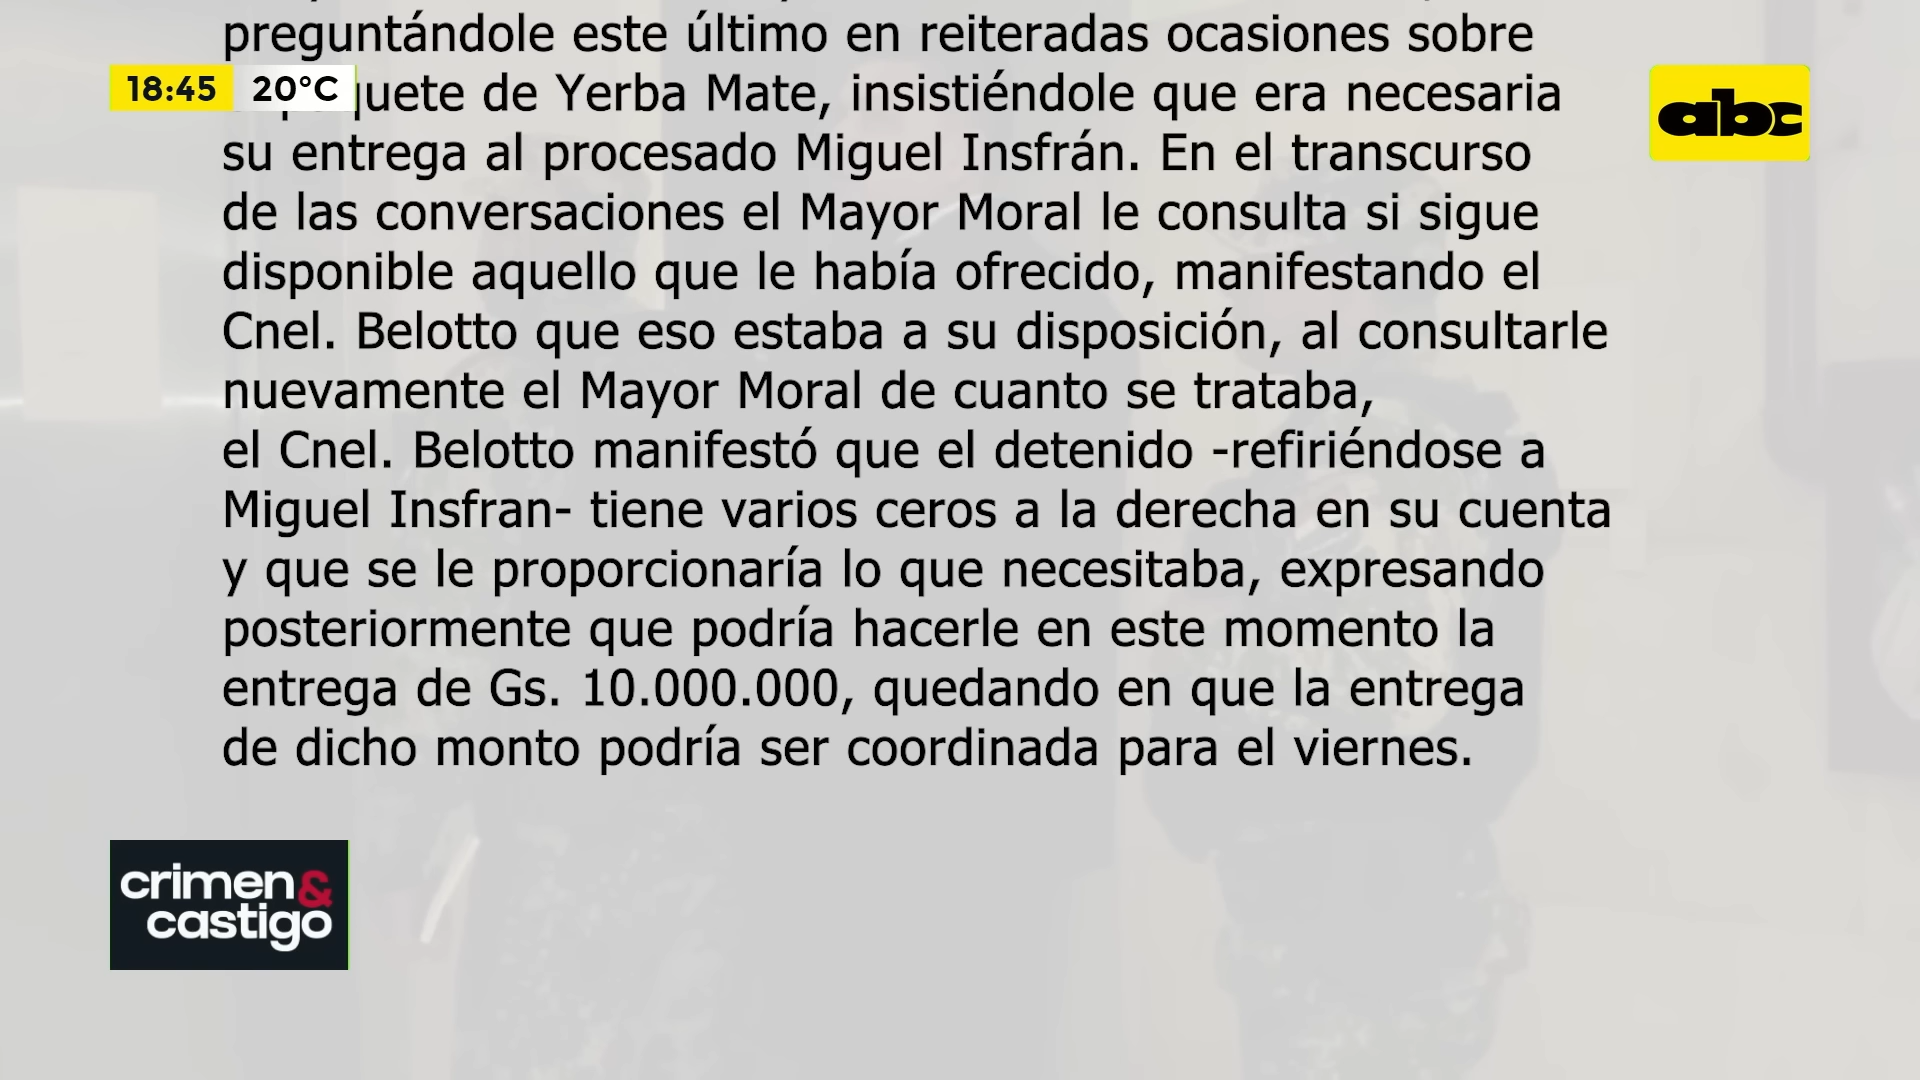 preguntándole este último en reiteradas ocasiones sobre
18:45 20°C
de Yerba Mate, insistiéndole que era necesaria
abc
su entrega al procesado Miguel Insfrán. En el transcurso
de las conversaciones el Mayor Moral le consulta si sigue
disponible aquello que le había ofrecido, manifestando el
Cnel. Belotto que eso estaba a su disposición, al consultarle
nuevamente el Mayor Moral de cuanto se trataba,
el Cnel. Belotto manifestó que el detenido -refiriéndose a
Miguel Insfran- tiene varios ceros a la derecha en su cuenta
y que se le proporcionaría lo que necesitaba, expresando
posteriormente que podría hacerle en este momento la
entrega de Gs. 10.000.000, quedando en que la entrega
de dicho monto podría ser coordinada para el viernes.
crimen&
castigo